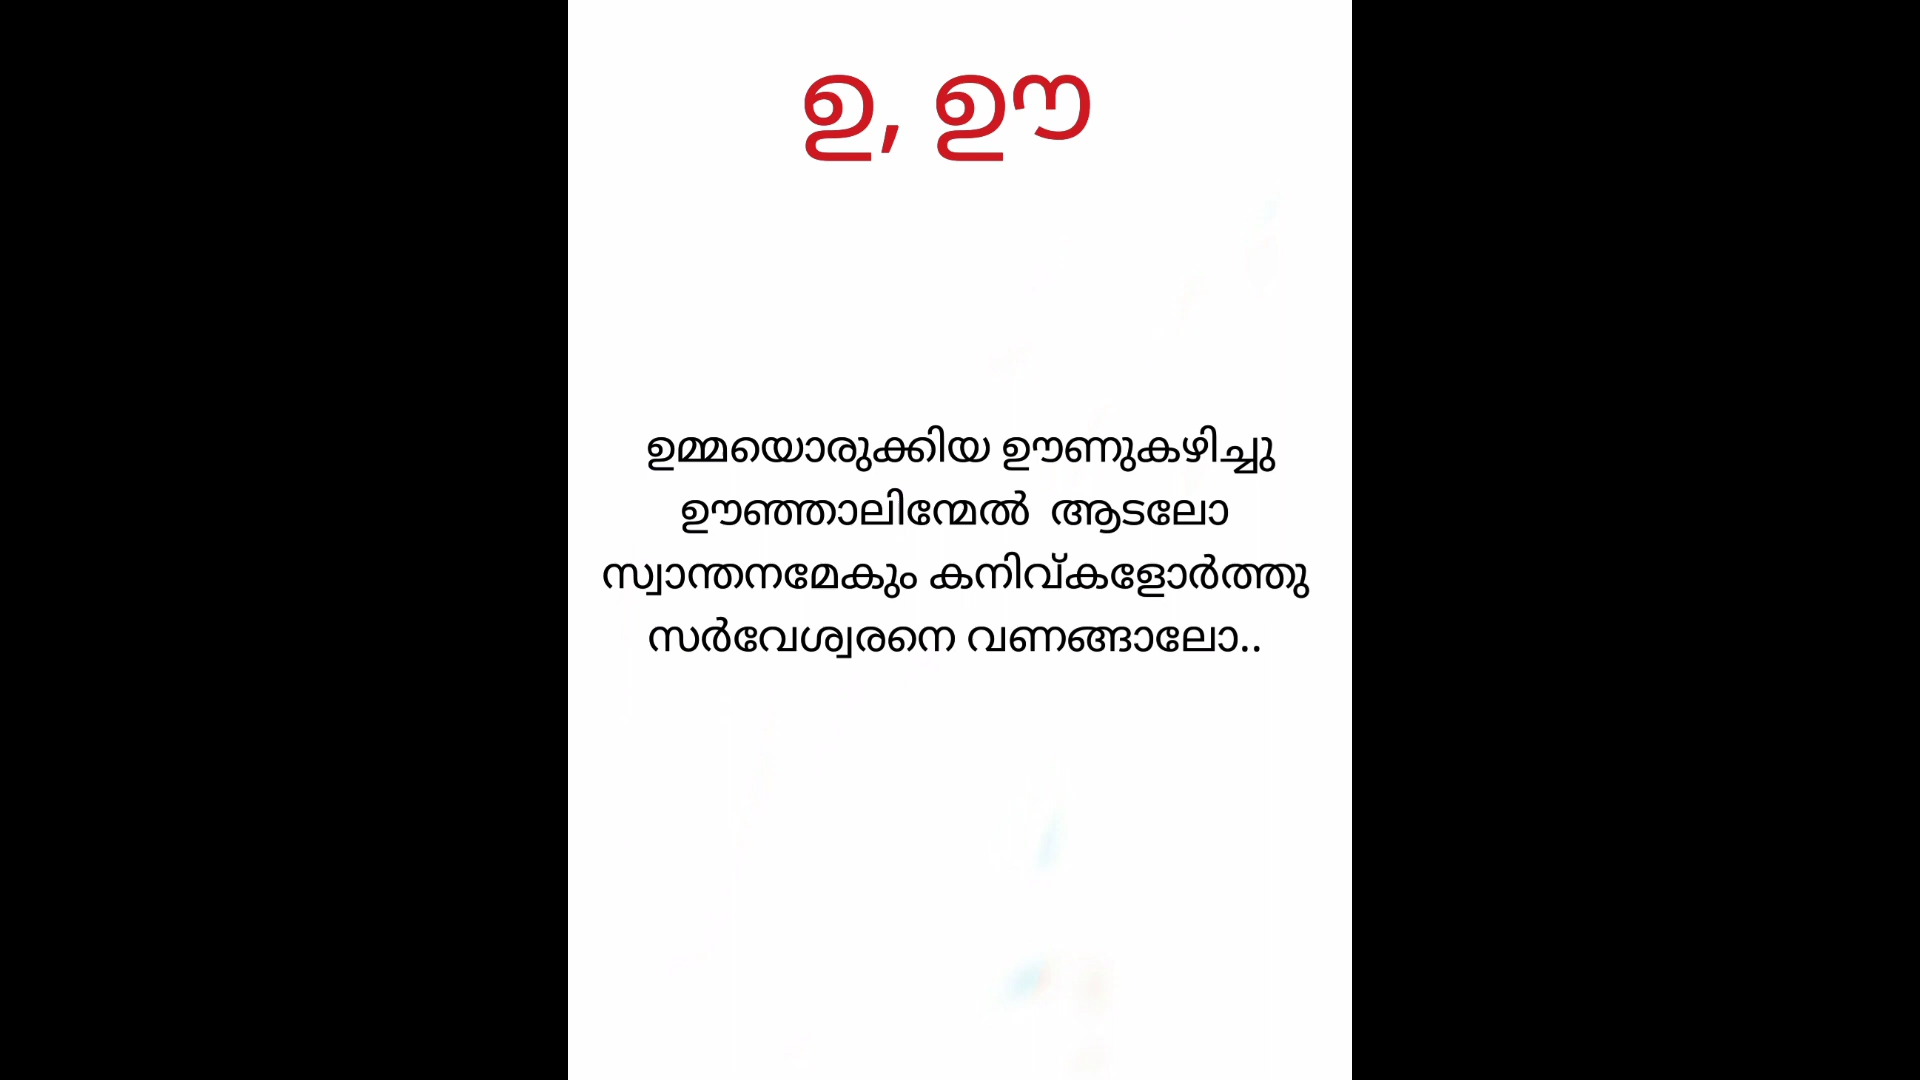 ഉ, ഊ
ഉമ്മയൊരുക്കിയ ഊണുകഴിച്ചു
ഊഞ്ഞാലിന്മേൽ ആടലോ
സ്വാന്തനമേകും കനിവ്കളോർത്തു
സർവേശ്വരനെ വണങ്ങാലോ..